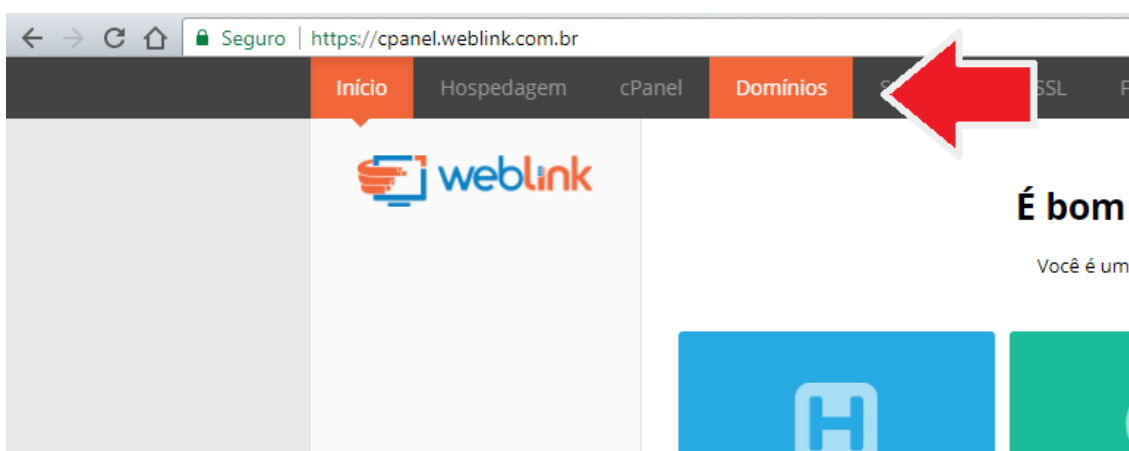 Seguro https://cpanel.weblink.com.br
Início Hospedagem cPanel Domínios SSL
weblink
É bom
Você é um
H